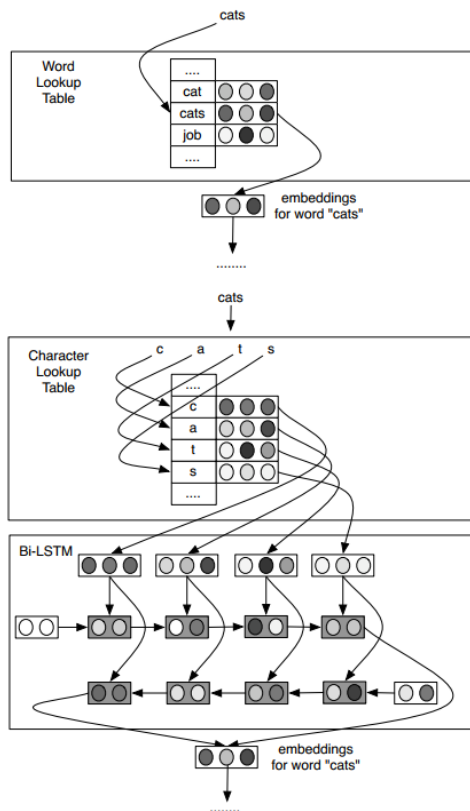 cats
Word
Lookup
Table
....
cat
cats
job
....
embeddings
for word "cats"
........
cats
Character
Lookup
Table
c a t s
....
c
a
t
s
....
Bi-LSTM
embeddings
for word "cats"
........